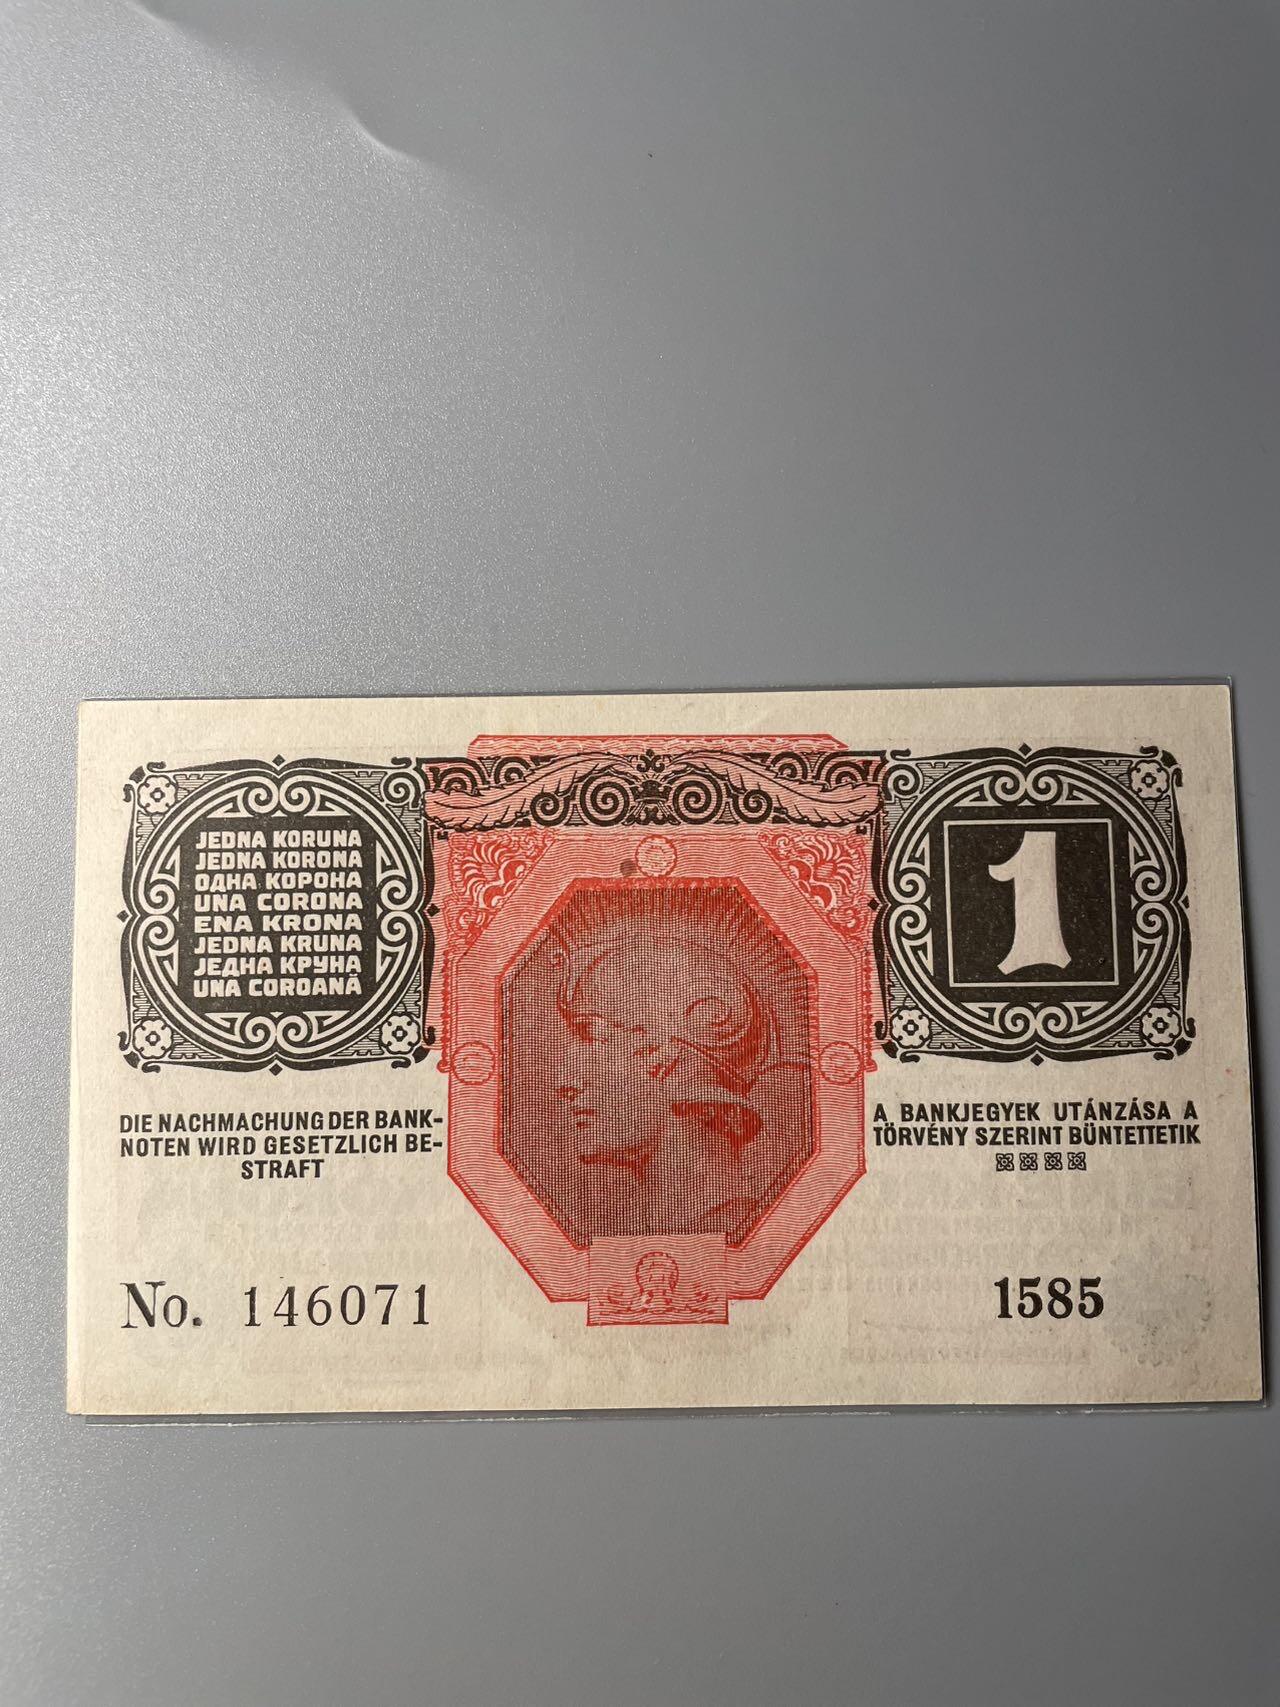 JEDNA KORUNA
JEDNA KORONA
ОДНА КОРОНА
UNA CORONA
ENA KRONA
JEDNA KRUNA
ЈЕДНА КРУНА
UNA COROANĂ
1
DIE NACHMACHUNG DER BANK-
NOTEN WIRD GESETZLICH BE-
STRAFT
A BANKJEGYEK UTÁNZÁSA A
TÖRVÉNY SZERINT BÜNTETTETIK
No. 146071
1585